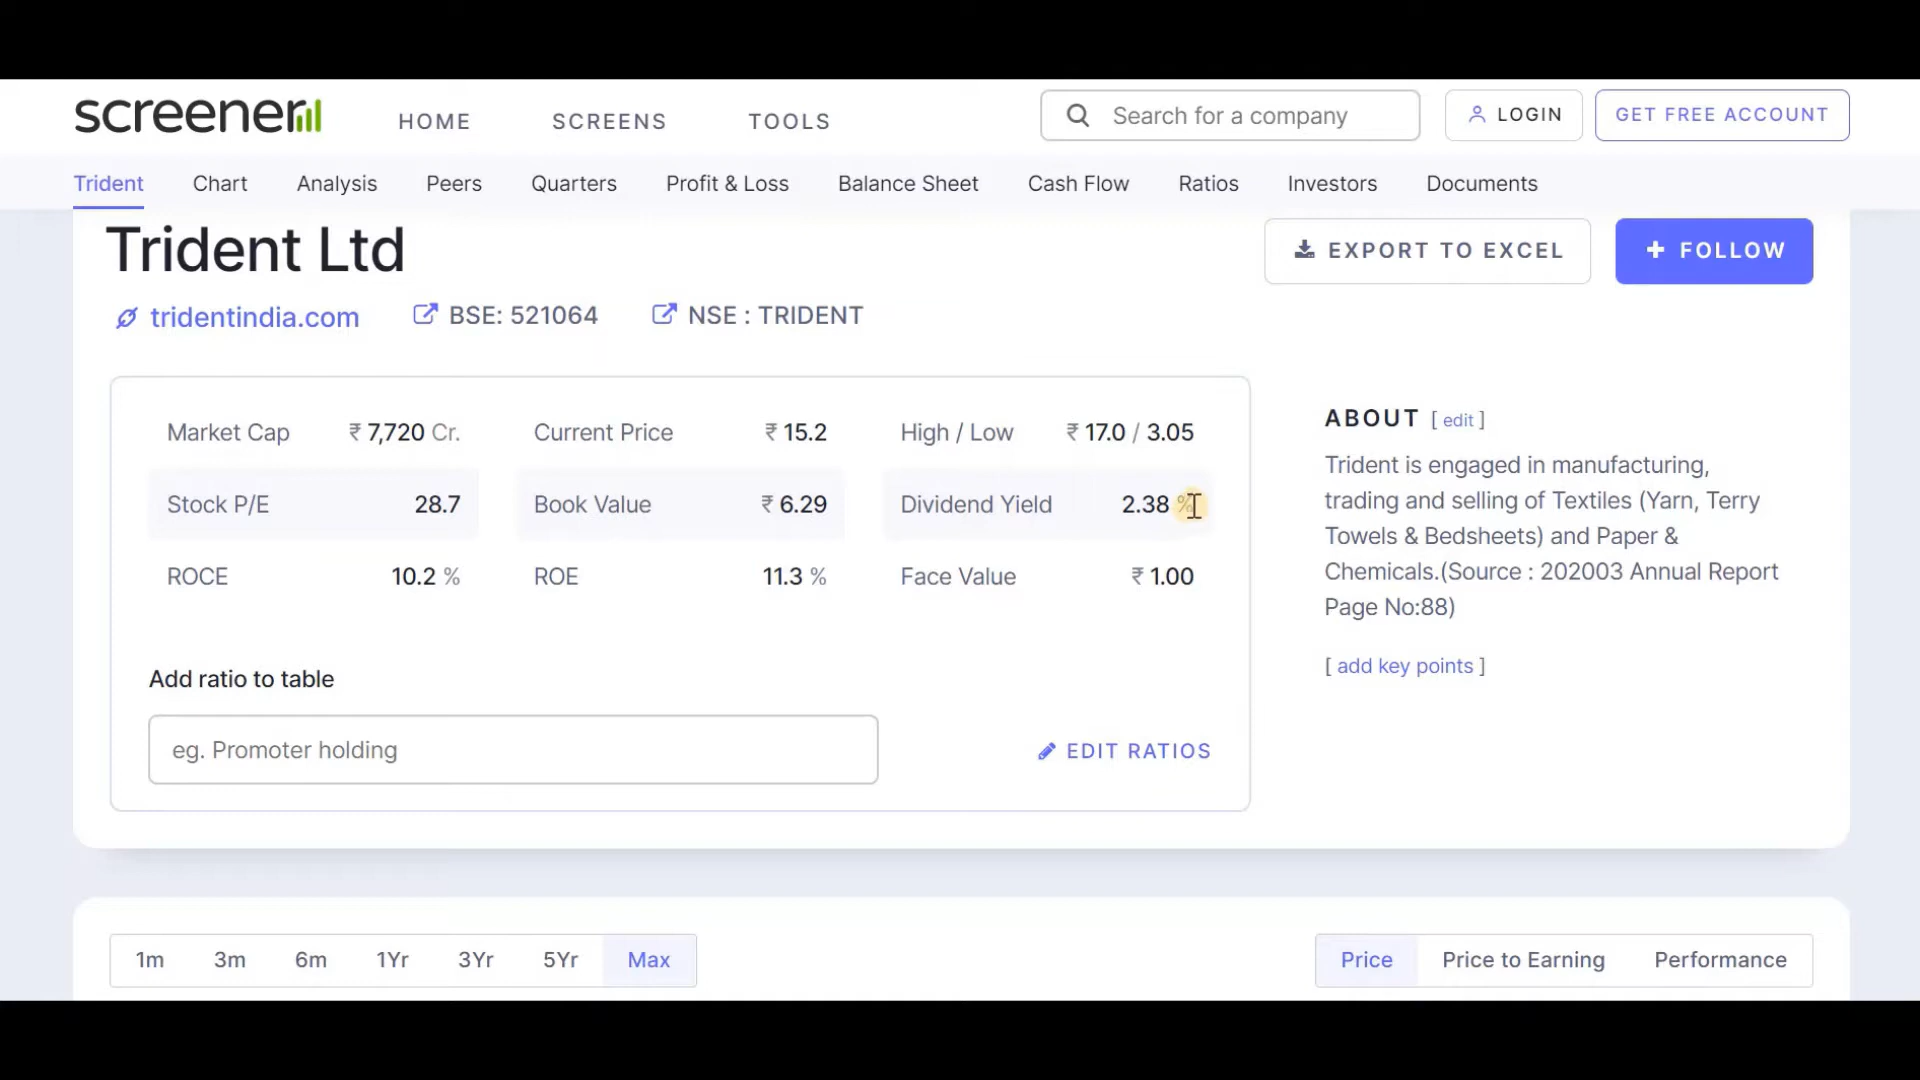 screener
HOME SCREENS TOOLS
Search for a company
LOGIN
GET FREE ACCOUNT
Trident Chart Analysis Peers Quarters Profit & Loss Balance Sheet Cash Flow Ratios Investors Documents
Trident Ltd
EXPORT TO EXCEL
+ FOLLOW
tridentindia.com BSE: 521064 NSE : TRIDENT
Market Cap ₹ 7,720 Cr. Current Price ₹ 15.2 High / Low ₹ 17.0 / 3.05
Stock P/E 28.7 Book Value ₹ 6.29 Dividend Yield 2.38 %
ROCE 10.2 % ROE 11.3 % Face Value ₹ 1.00
Add ratio to table
eg. Promoter holding
EDIT RATIOS
ABOUT [ edit ]
Trident is engaged in manufacturing,
trading and selling of Textiles (Yarn, Terry
Towels & Bedsheets) and Paper &
Chemicals.(Source : 202003 Annual Report
Page No:88)
[ add key points ]
1m 3m 6m 1Yr 3Yr 5Yr Max
Price Price to Earning Performance